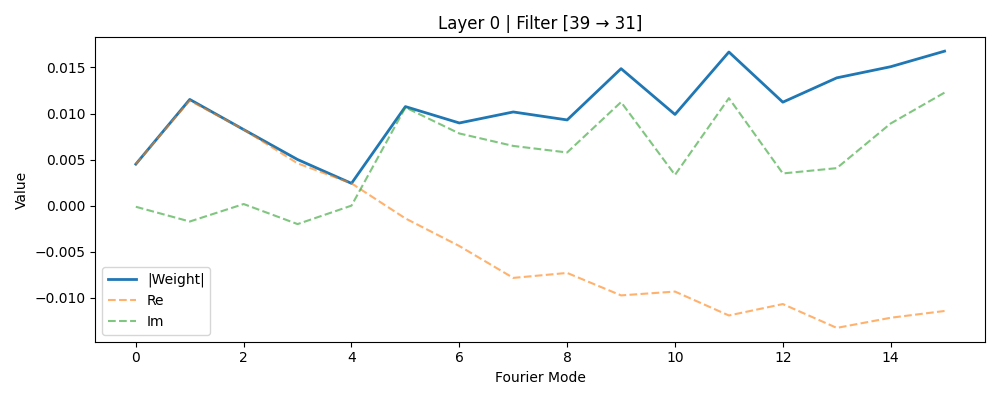 Layer 0 | Filter [39 → 31]
Value
0.015
0.010
0.005
0.000
−0.005
−0.010
|Weight|
Re
Im
0 2 4 6 8 10 12 14
Fourier Mode